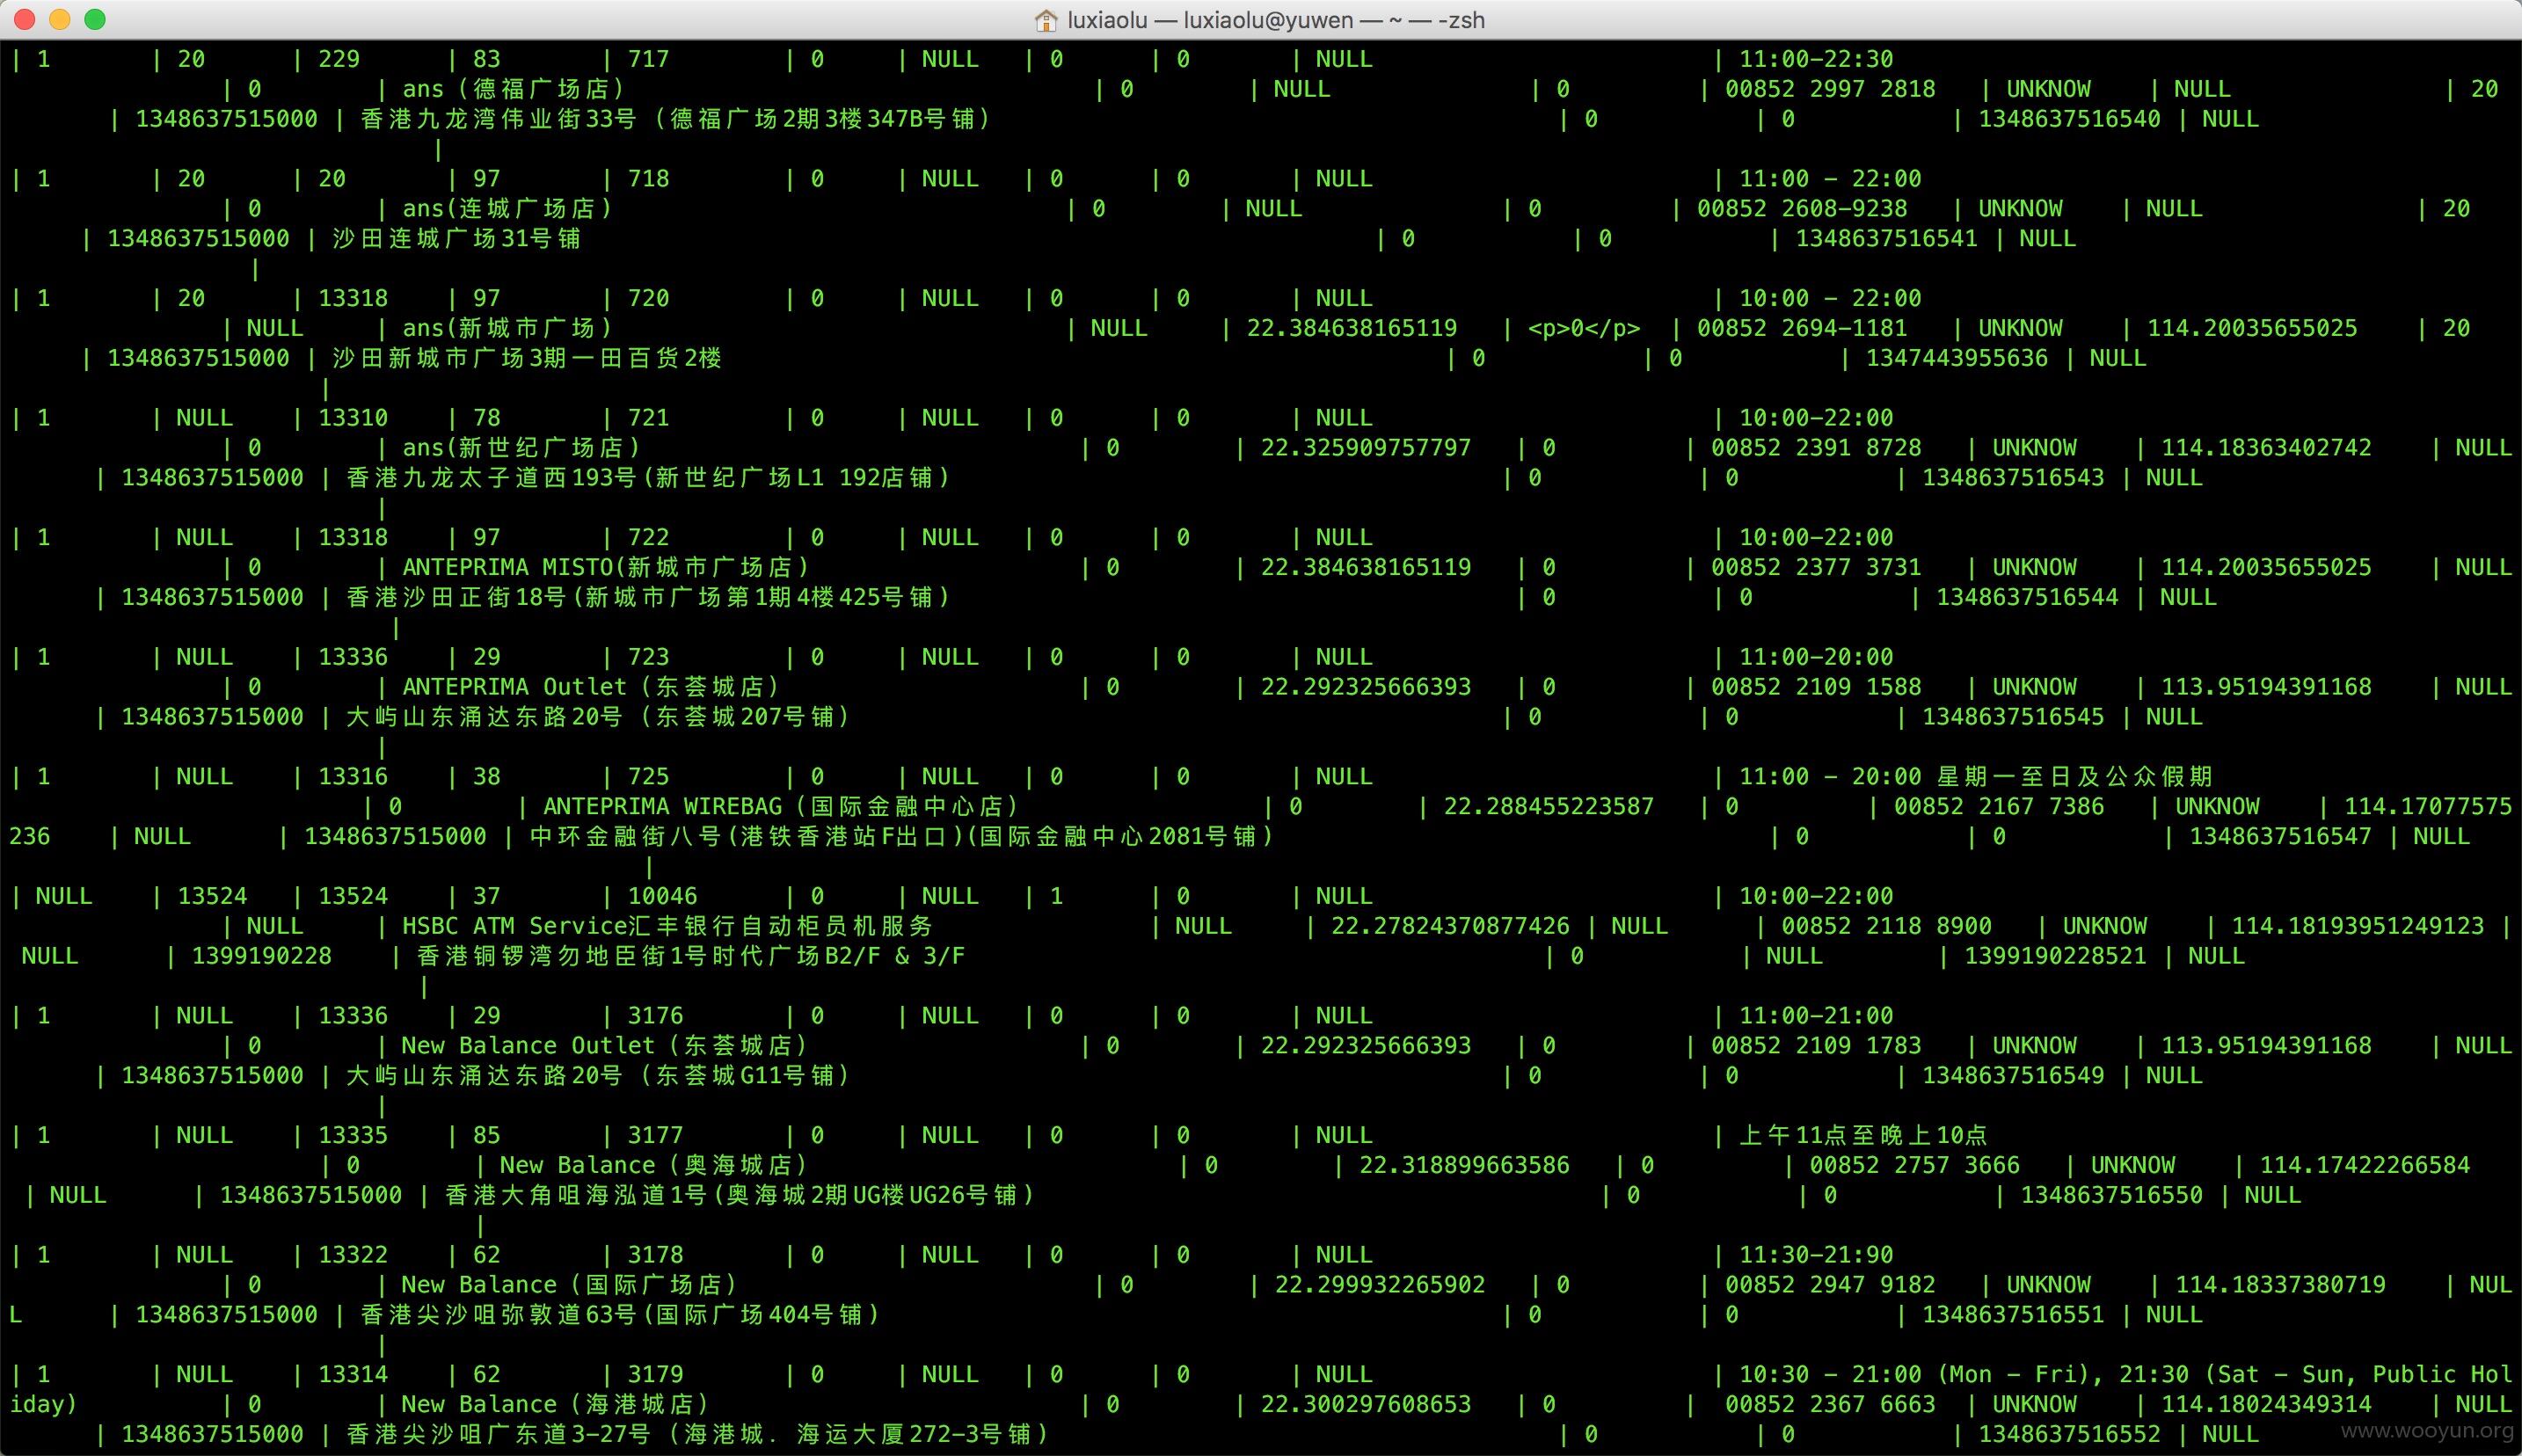 luxiaolu — luxiaolu@yuwen — ~ — -zsh
| 1 | 20 | 229 | 83 | 717 | 0 | NULL | 0 | 0 | NULL | 11:00-22:30
| 0 | ans（德福广场店） | 0 | NULL | 0 | 00852 2997 2818 | UNKNOW | NULL | 20
| 1348637515000 | 香港九龙湾伟业街33号（德福广场2期3楼347B号铺） | 0 | 0 | 1348637516540 | NULL
|
| 1 | 20 | 20 | 97 | 718 | 0 | NULL | 0 | 0 | NULL | 11:00 - 22:00
| 0 | ans(连城广场店) | 0 | NULL | 0 | 00852 2608-9238 | UNKNOW | NULL | 20
| 1348637515000 | 沙田连城广场31号铺 | 0 | 0 | 1348637516541 | NULL
|
| 1 | 20 | 13318 | 97 | 720 | 0 | NULL | 0 | 0 | NULL | 10:00 - 22:00
| NULL | ans(新城市广场) | NULL | 22.384638165119 | <p>0</p> | 00852 2694-1181 | UNKNOW | 114.20035655025 | 20
| 1348637515000 | 沙田新城市广场3期一田百货2楼 | 0 | 0 | 1347443955636 | NULL
|
| 1 | NULL | 13310 | 78 | 721 | 0 | NULL | 0 | 0 | NULL | 10:00-22:00
| 0 | ans(新世纪广场店) | 0 | 22.325909757797 | 0 | 00852 2391 8728 | UNKNOW | 114.18363402742 | NULL
| 1348637515000 | 香港九龙太子道西193号(新世纪广场L1 192店铺) | 0 | 0 | 1348637516543 | NULL
|
| 1 | NULL | 13318 | 97 | 722 | 0 | NULL | 0 | 0 | NULL | 10:00-22:00
| 0 | ANTEPRIMA MISTO(新城市广场店) | 0 | 22.384638165119 | 0 | 00852 2377 3731 | UNKNOW | 114.20035655025 | NULL
| 1348637515000 | 香港沙田正街18号(新城市广场第1期4楼425号铺) | 0 | 0 | 1348637516544 | NULL
|
| 1 | NULL | 13336 | 29 | 723 | 0 | NULL | 0 | 0 | NULL | 11:00-20:00
| 0 | ANTEPRIMA Outlet（东荟城店） | 0 | 22.292325666393 | 0 | 00852 2109 1588 | UNKNOW | 113.95194391168 | NULL
| 1348637515000 | 大屿山东涌达东路20号（东荟城207号铺） | 0 | 0 | 1348637516545 | NULL
|
| 1 | NULL | 13316 | 38 | 725 | 0 | NULL | 0 | 0 | NULL | 11:00 - 20:00 星期一至日及公众假期
| 0 | ANTEPRIMA WIREBAG（国际金融中心店） | 0 | 22.288455223587 | 0 | 00852 2167 7386 | UNKNOW | 114.17077575
236 | NULL | 1348637515000 | 中环金融街八号(港铁香港站F出口)(国际金融中心2081号铺) | 0 | 0 | 1348637516547 | NULL
|
| NULL | 13524 | 13524 | 37 | 10046 | 0 | NULL | 1 | 0 | NULL | 10:00-22:00
| NULL | HSBC ATM Service汇丰银行自动柜员机服务 | NULL | 22.27824370877426 | NULL | 00852 2118 8900 | UNKNOW | 114.18193951249123 |
NULL | 1399190228 | 香港铜锣湾勿地臣街1号时代广场B2/F & 3/F | 0 | NULL | 1399190228521 | NULL
|
| 1 | NULL | 13336 | 29 | 3176 | 0 | NULL | 0 | 0 | NULL | 11:00-21:00
| 0 | New Balance Outlet（东荟城店） | 0 | 22.292325666393 | 0 | 00852 2109 1783 | UNKNOW | 113.95194391168 | NULL
| 1348637515000 | 大屿山东涌达东路20号（东荟城G11号铺） | 0 | 0 | 1348637516549 | NULL
|
| 1 | NULL | 13335 | 85 | 3177 | 0 | NULL | 0 | 0 | NULL | 上午11点至晚上10点
| 0 | New Balance（奥海城店） | 0 | 22.318899663586 | 0 | 00852 2757 3666 | UNKNOW | 114.17422266584
| NULL | 1348637515000 | 香港大角咀海泓道1号(奥海城2期UG楼UG26号铺) | 0 | 0 | 1348637516550 | NULL
|
| 1 | NULL | 13322 | 62 | 3178 | 0 | NULL | 0 | 0 | NULL | 11:30-21:90
| 0 | New Balance（国际广场店） | 0 | 22.299932265902 | 0 | 00852 2947 9182 | UNKNOW | 114.18337380719 | NUL
L | 1348637515000 | 香港尖沙咀弥敦道63号(国际广场404号铺) | 0 | 0 | 1348637516551 | NULL
|
| 1 | NULL | 13314 | 62 | 3179 | 0 | NULL | 0 | 0 | NULL | 10:30 - 21:00 (Mon - Fri), 21:30 (Sat - Sun, Public Hol
iday) | 0 | New Balance（海港城店） | 0 | 22.300297608653 | 0 | 00852 2367 6663 | UNKNOW | 114.18024349314 | NULL
| 1348637515000 | 香港尖沙咀广东道3-27号（海港城．海运大厦272-3号铺） | 0 | 0 | 1348637516552 | NULL
www.wooyun.org